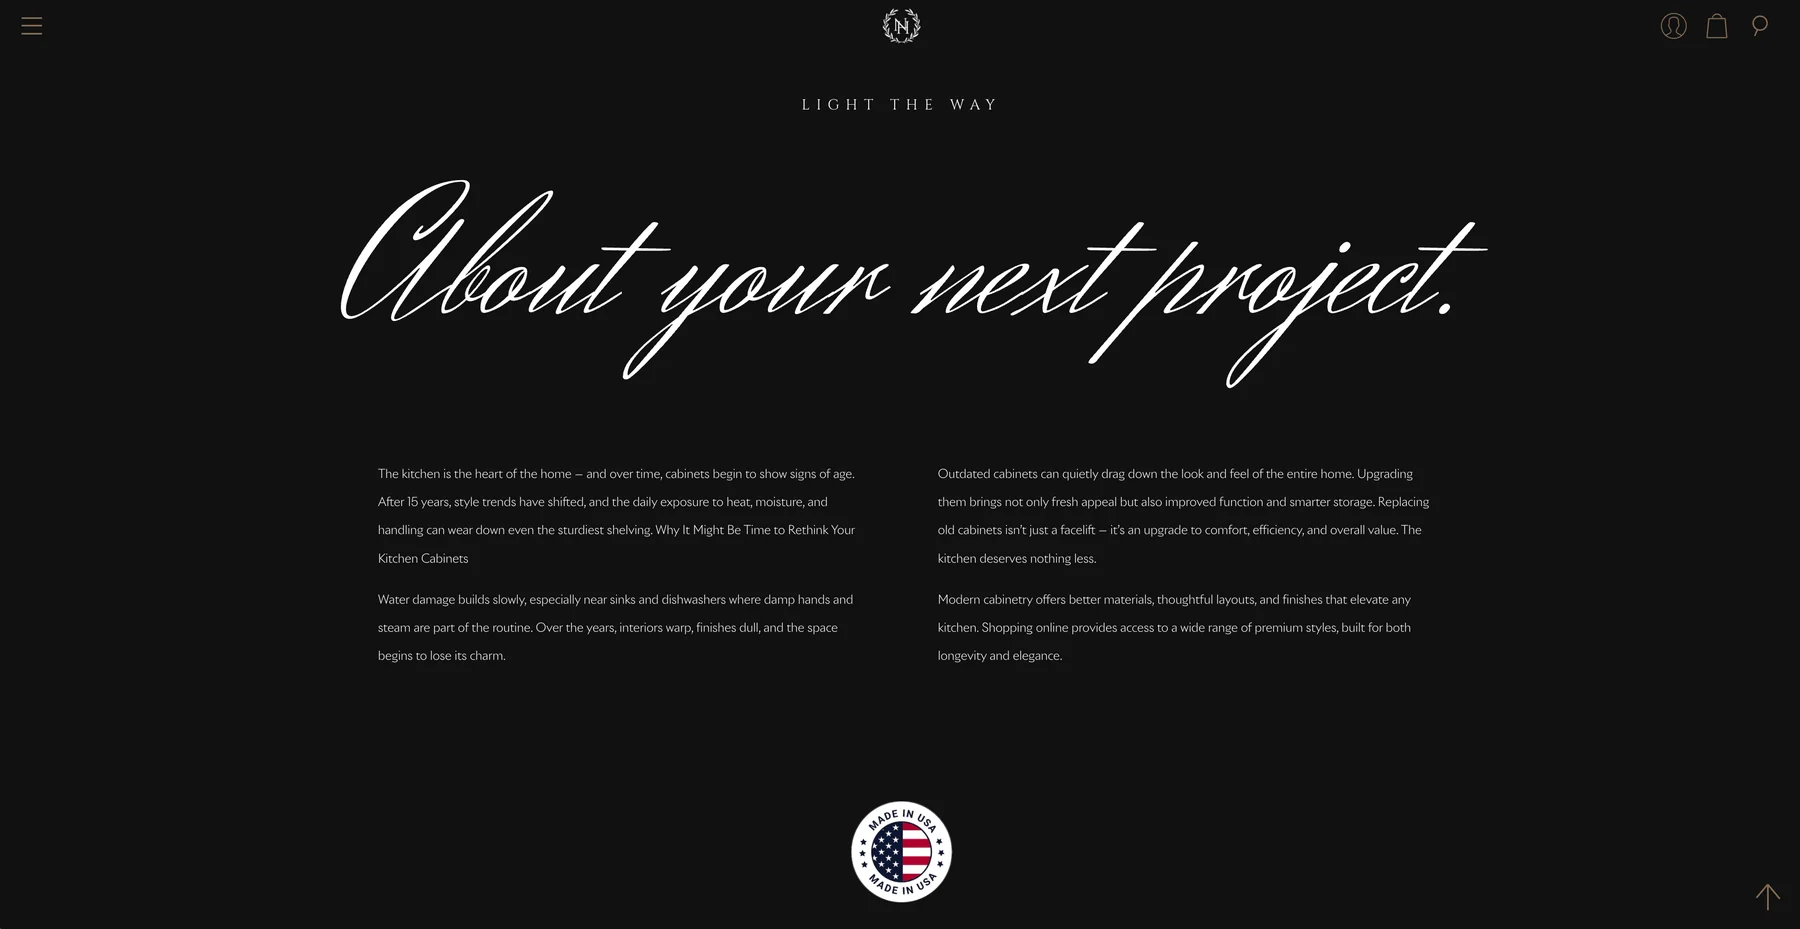 LIGHT THE WAY
About your next project.
The kitchen is the heart of the home – and over time, cabinets begin to show signs of age.
After 15 years, style trends have shifted, and the daily exposure to heat, moisture, and
handling can wear down even the sturdiest shelving. Why It Might Be Time to Rethink Your
Kitchen Cabinets
Water damage builds slowly, especially near sinks and dishwashers where damp hands and
steam are part of the routine. Over the years, interiors warp, finishes dull, and the space
begins to lose its charm.
Outdated cabinets can quietly drag down the look and feel of the entire home. Upgrading
them brings not only fresh appeal but also improved function and smarter storage. Replacing
old cabinets isn’t just a facelift – it’s an upgrade to comfort, efficiency, and overall value. The
kitchen deserves nothing less.
Modern cabinetry offers better materials, thoughtful layouts, and finishes that elevate any
kitchen. Shopping online provides access to a wide range of premium styles, built for both
longevity and elegance.
MADE IN USA
MADE IN USA